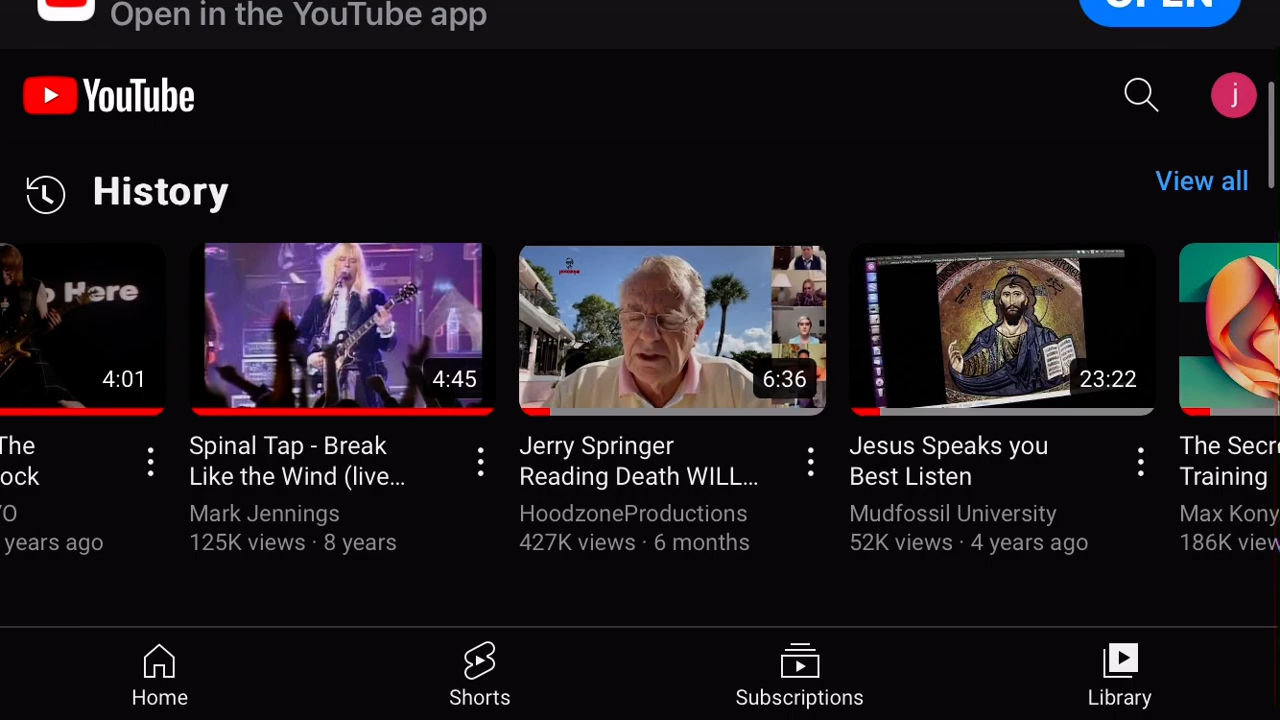 Open in the YouTube app
OPEN
YouTube
j
History
View all
o Here
4:01
4:45
6:36
23:22
The
ock
Spinal Tap - Break
Like the Wind (live...
Jerry Springer
Reading Death WILL...
Jesus Speaks you
Best Listen
The Secr
Training
/O
years ago
Mark Jennings
125K views · 8 years
HoodzoneProductions
427K views · 6 months
Mudfossil University
52K views · 4 years ago
Max Kony
186K view
Home
Shorts
Subscriptions
Library